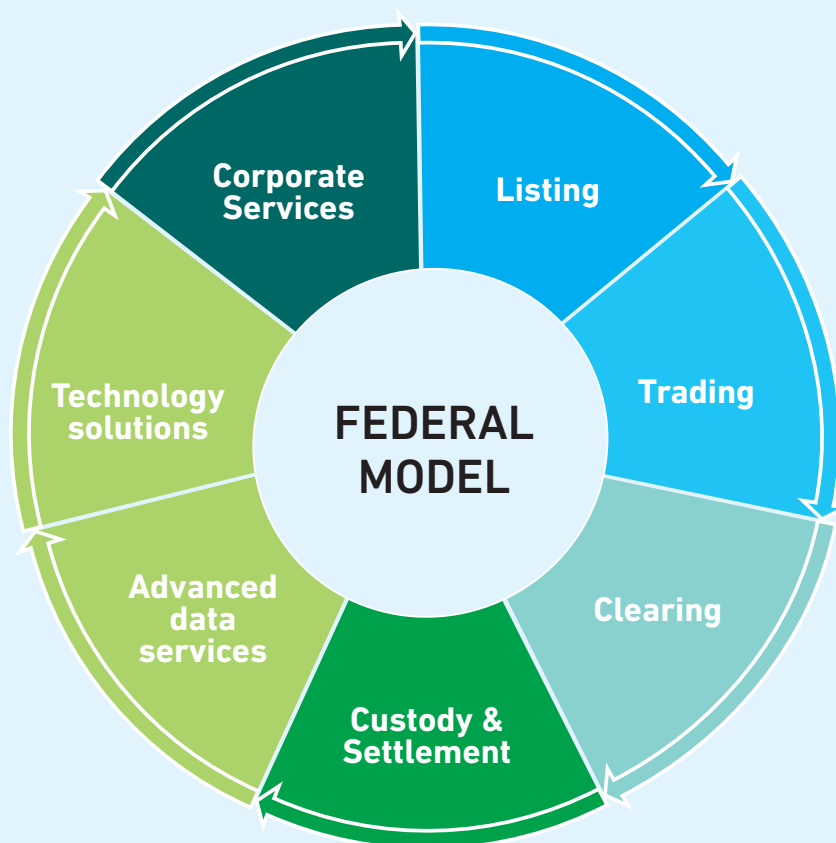 Corporate
Services
Listing
Trading
Clearing
Custody &
Settlement
Advanced
data
services
Technology
solutions
FEDERAL
MODEL